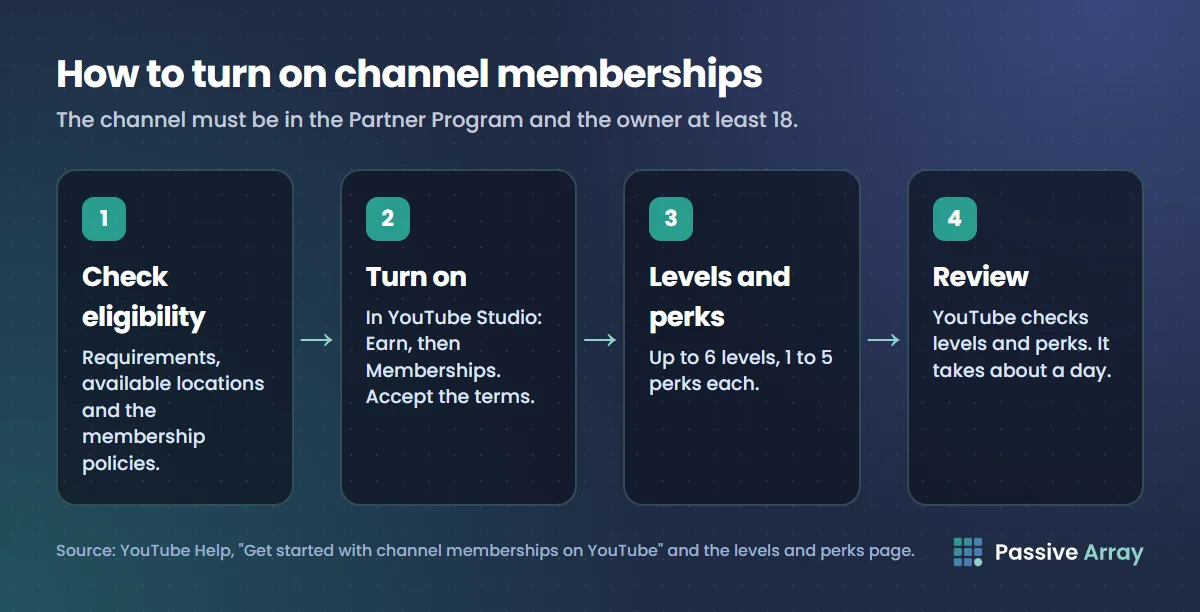 How to turn on channel memberships
The channel must be in the Partner Program and the owner at least 18.
1
Check
eligibility
Requirements,
available locations
and the
membership
policies.
→
2
Turn on
In YouTube Studio:
Earn, then
Memberships.
Accept the terms.
→
3
Levels and
perks
Up to 6 levels, 1 to 5
perks each.
→
4
Review
YouTube checks
levels and perks. It
takes about a day.
Source: YouTube Help, "Get started with channel memberships on YouTube" and the levels and perks page.
Passive Array